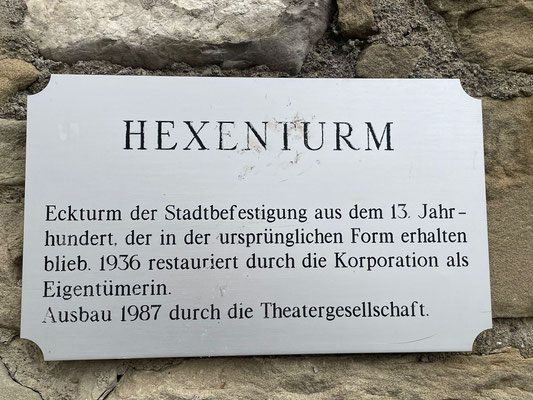 HEXENTURM
Eckturm der Stadtbefestigung aus dem 13. Jahr-
hundert, der in der ursprünglichen Form erhalten
blieb. 1936 restauriert durch die Korporation als
Eigentümerin.
Ausbau 1987 durch die Theatergesellschaft.